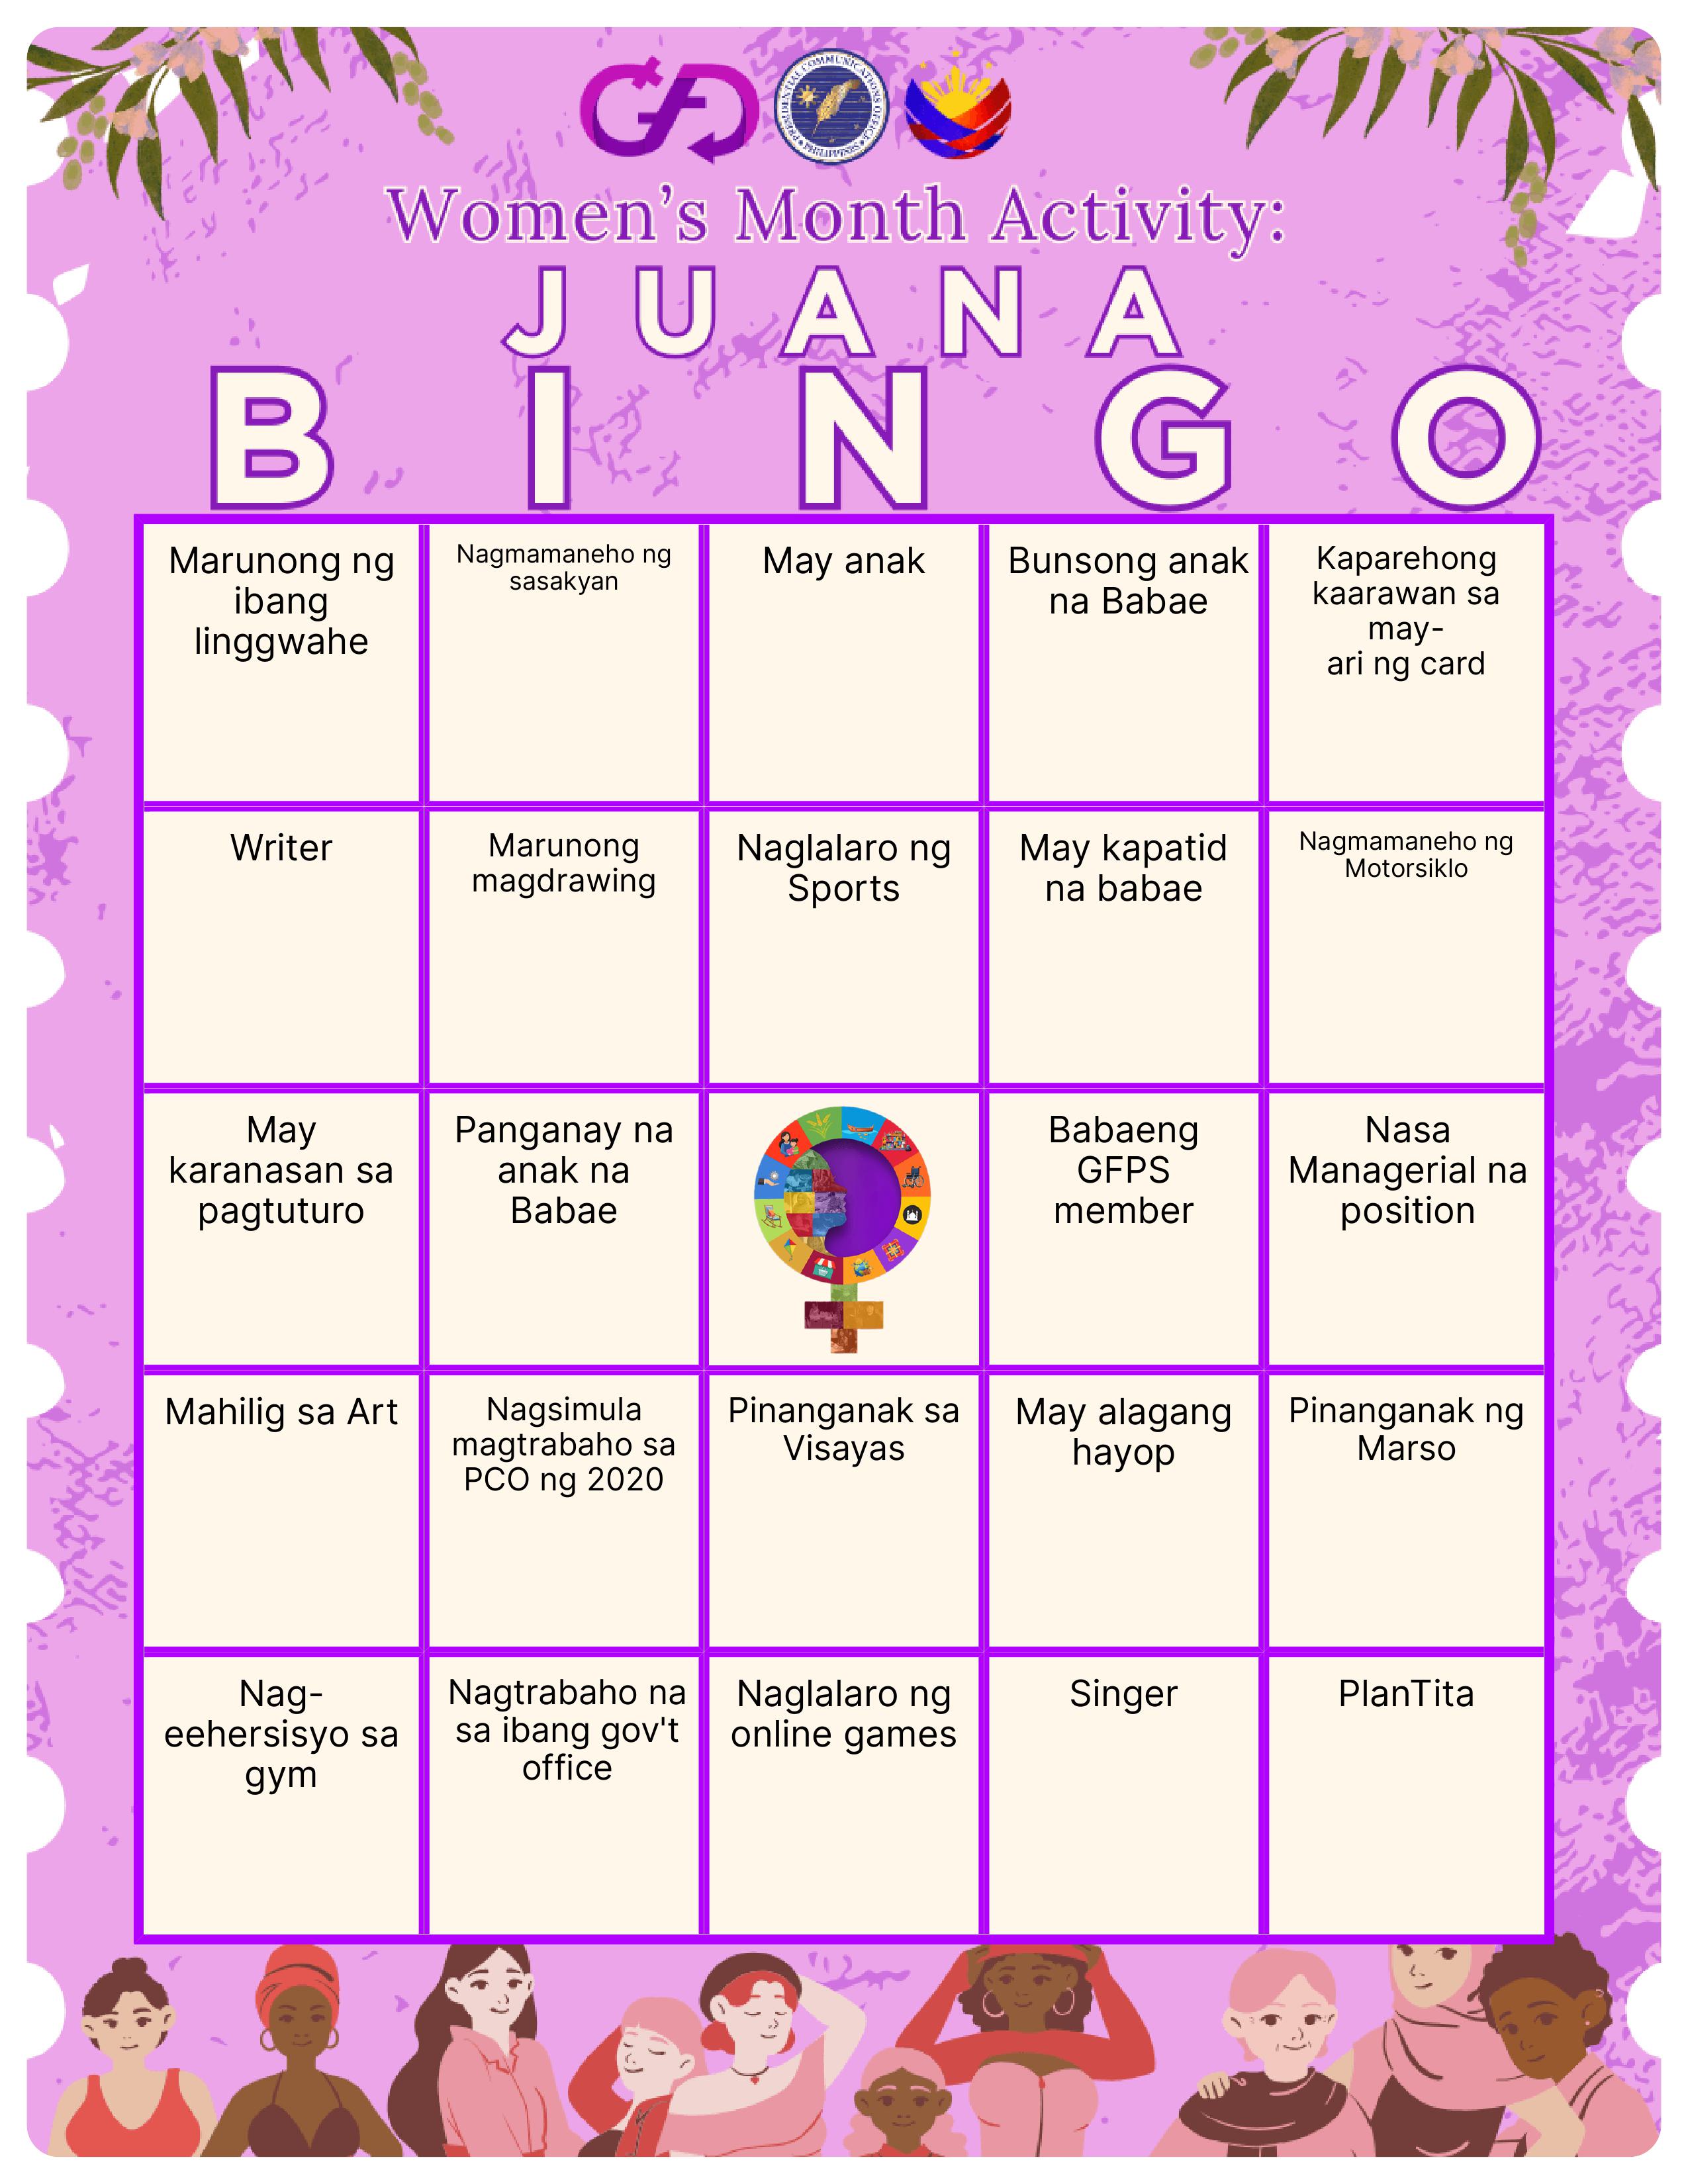 PRESIDENTIAL COMMUNICATIONS OFFICE
PHILIPPINES
Women's Month Activity:
JUANA
BINGO
Marunong ng
ibang
linggwahe
Nagmamaneho ng
sasakyan
May anak
Bunsong anak
na Babae
Kaparehong
kaarawan sa
may-
ari ng card
Writer
Marunong
magdrawing
Naglalaro ng
Sports
May kapatid
na babae
Nagmamaneho ng
Motorsiklo
May
karanasan sa
pagtuturo
Panganay na
anak na
Babae
Babaeng
GFPS
member
Nasa
Managerial na
position
Mahilig sa Art
Nagsimula
magtrabaho sa
PCO ng 2020
Pinanganak sa
Visayas
May alagang
hayop
Pinanganak ng
Marso
Nag-
eehersisyo sa
gym
Nagtrabaho na
sa ibang gov't
office
Naglalaro ng
online games
Singer
PlanTita